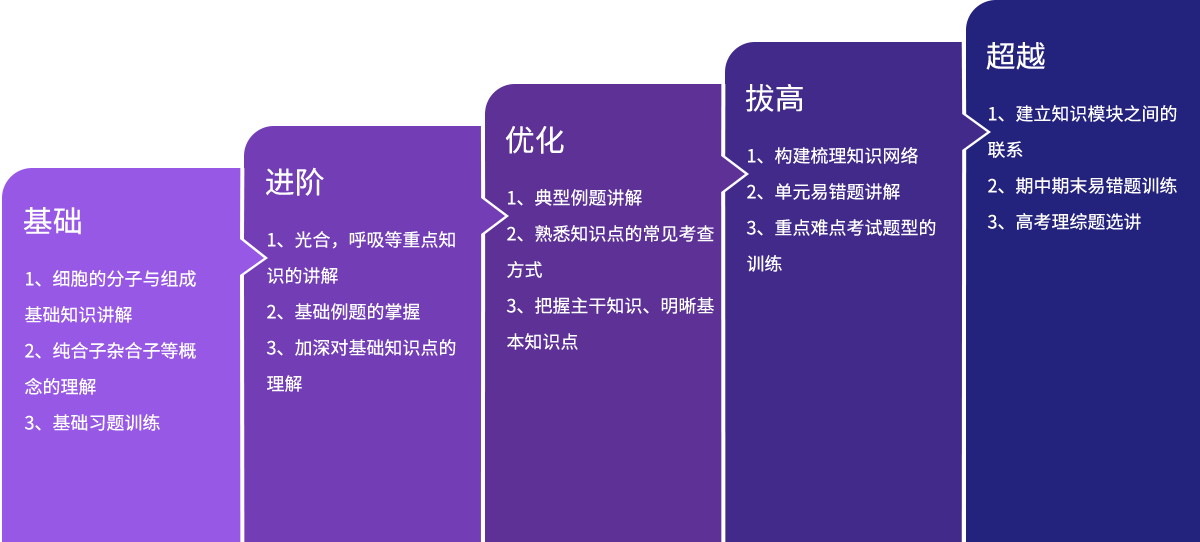 基础
1、细胞的分子与组成
基础知识讲解
2、纯合子杂合子等概
念的理解
3、基础习题训练
进阶
1、光合，呼吸等重点知
识的讲解
2、基础例题的掌握
3、加深对基础知识点的
理解
优化
1、典型例题讲解
2、熟悉知识点的常见考查
方式
3、把握主干知识、明晰基
本知识点
拔高
1、构建梳理知识网络
2、单元易错题讲解
3、重点难点考试题型的
训练
超越
1、建立知识模块之间的
联系
2、期中期末易错题训练
3、高考理综题选讲